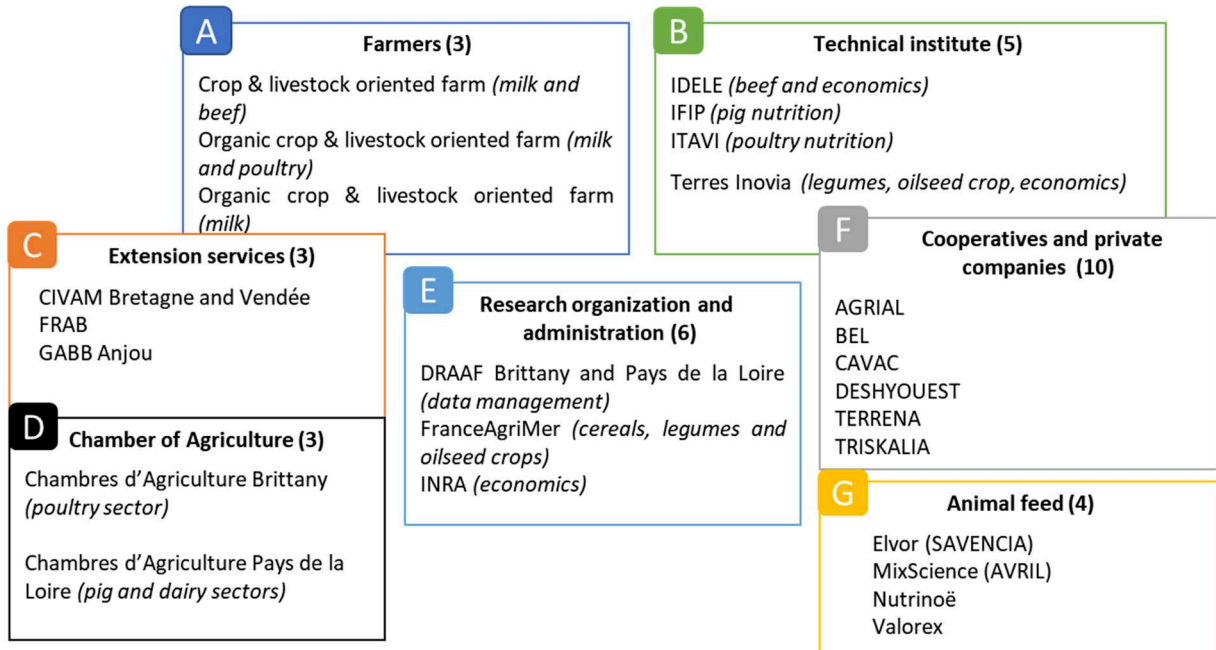 A
Farmers (3)
Crop & livestock oriented farm (milk and
beef)
Organic crop & livestock oriented farm (milk
and poultry)
Organic crop & livestock oriented farm
(milk)
B
Technical institute (5)
IDELE (beef and economics)
IFIP (pig nutrition)
ITAVI (poultry nutrition)
Terres Inovia (legumes, oilseed crop, economics)
C
Extension services (3)
CIVAM Bretagne and Vendée
FRAB
GABB Anjou
D
Chamber of Agriculture (3)
Chambres d’Agriculture Brittany
(poultry sector)
Chambres d’Agriculture Pays de la
Loire (pig and dairy sectors)
E
Research organization and
administration (6)
DRAAF Brittany and Pays de la Loire
(data management)
FranceAgriMer (cereals, legumes and
oilseed crops)
INRA (economics)
F
Cooperatives and private
companies (10)
AGRIAL
BEL
CAVAC
DESHYOUEST
TERRENA
TRISKALIA
G
Animal feed (4)
Elvor (SAVENCIA)
MixScience (AVRIL)
Nutrinoë
Valorex